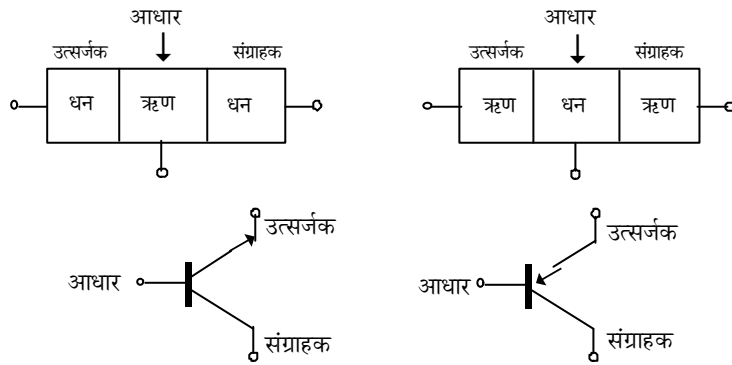 आधार
उत्सर्जक
संग्राहक
धन
ऋण
धन
आधार
उत्सर्जक
संग्राहक
ऋण
धन
ऋण
उत्सर्जक
आधार
संग्राहक
उत्सर्जक
आधार
संग्राहक